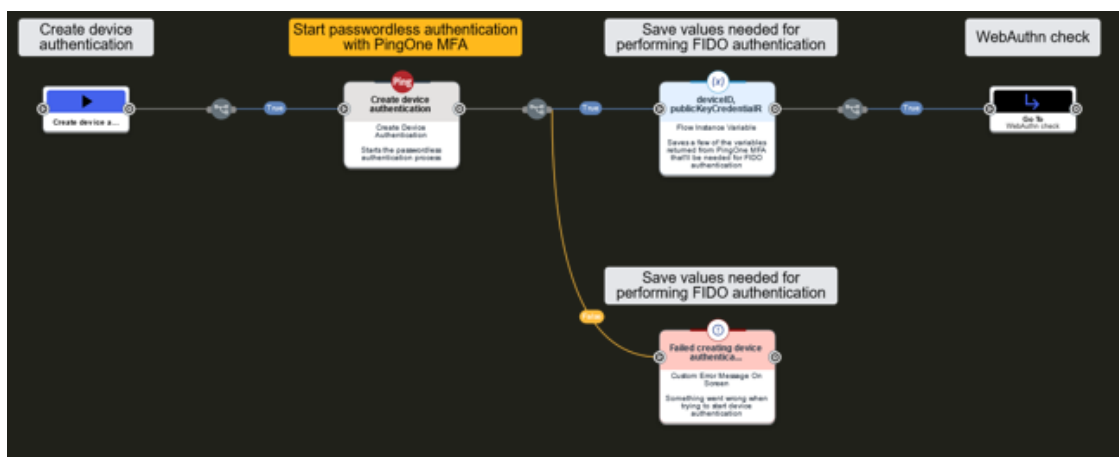 Create device
authentication
Start passwordless authentication
with PingOne MFA
Save values needed for
performing FIDO authentication
WebAuthn check
Create device a...
True
Ping
Create device
authentication
Create Device
Authentication
Starts the passwordless
authentication process
True
(x)
deviceID,
publicKeyCredentialR
Flow Instance Variable
Saves a few of the variables
returned from PingOne MFA
that'll be needed for FIDO
authentication
True
Go To
WebAuthn check
Save values needed for
performing FIDO authentication
False
Failed creating device
authentica...
Custom Error Message On
Screen
Something went wrong when
trying to start device
authentication